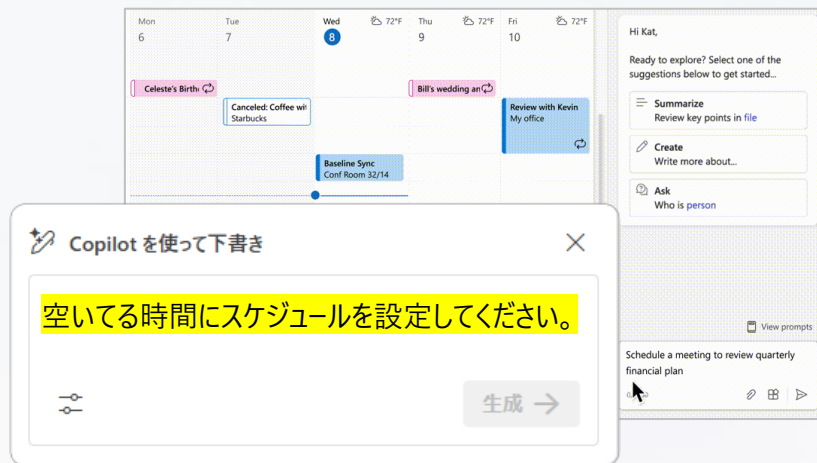 Mon
6
Tue
7
Wed
8
72°F
Thu
9
72°F
Fri
10
72°F
Celeste's Birth
Canceled: Coffee wit
Starbucks
Bill's wedding an
Review with Kevin
My office
Baseline Sync
Conf Room 32/14
Hi Kat,
Ready to explore? Select one of the
suggestions below to get started...
Summarize
Review key points in file
Create
Write more about...
Ask
Who is person
View prompts
Schedule a meeting to review quarterly
financial plan
Copilot を使って下書き
空いてる時間にスケジュールを設定してください。
生成